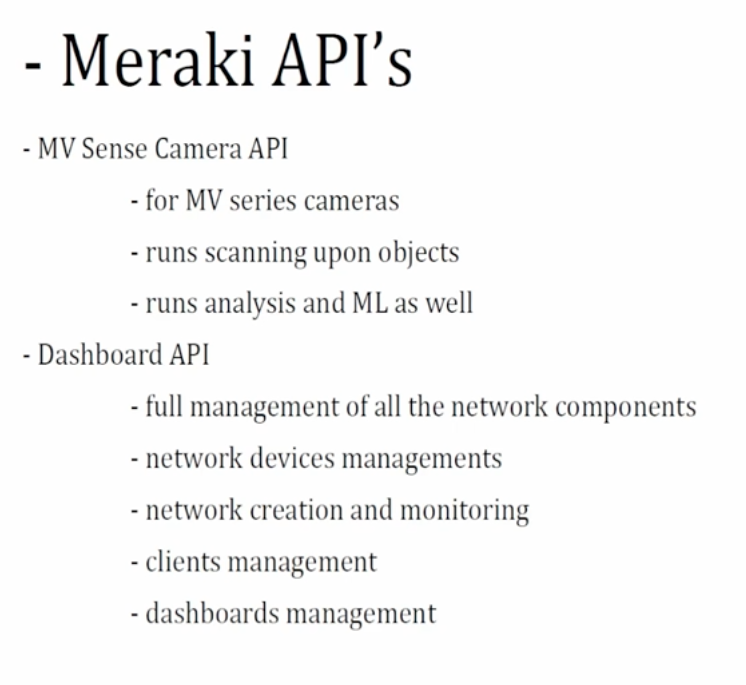 - Meraki API’s
- MV Sense Camera API
- for MV series cameras
- runs scanning upon objects
- runs analysis and ML as well
- Dashboard API
- full management of all the network components
- network devices managements
- network creation and monitoring
- clients management
- dashboards management